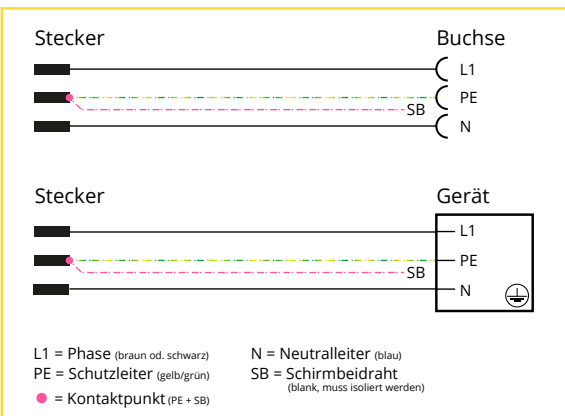 Stecker Buchse
L1
PE
SB
N
Stecker Gerät
L1
PE
SB
N
L1 = Phase (braun od. schwarz) N = Neutralleiter (blau)
PE = Schutzleiter (gelb/grün) SB = Schirmbeidraht
(blank, muss isoliert werden)
= Kontaktpunkt (PE + SB)